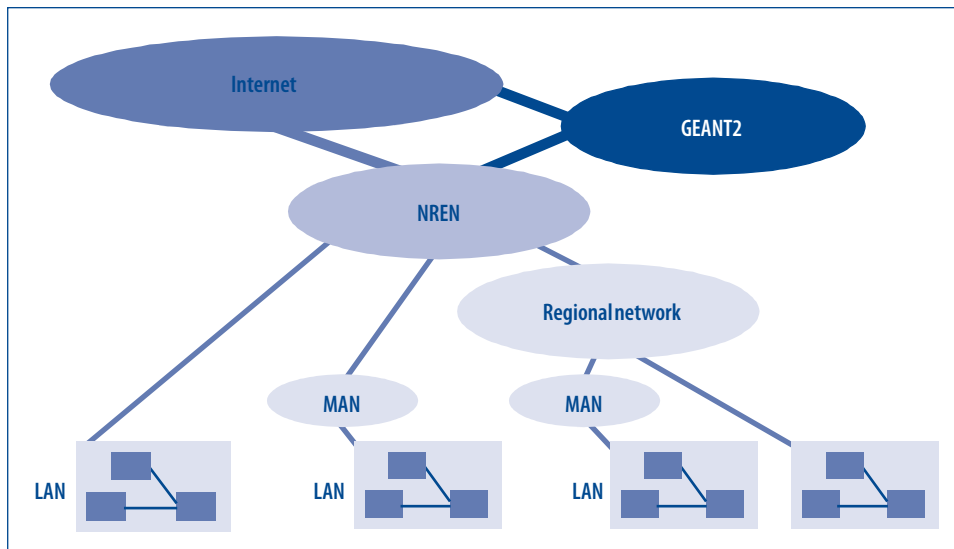 Internet
GEANT2
NREN
Regional network
MAN
MAN
LAN
LAN
LAN